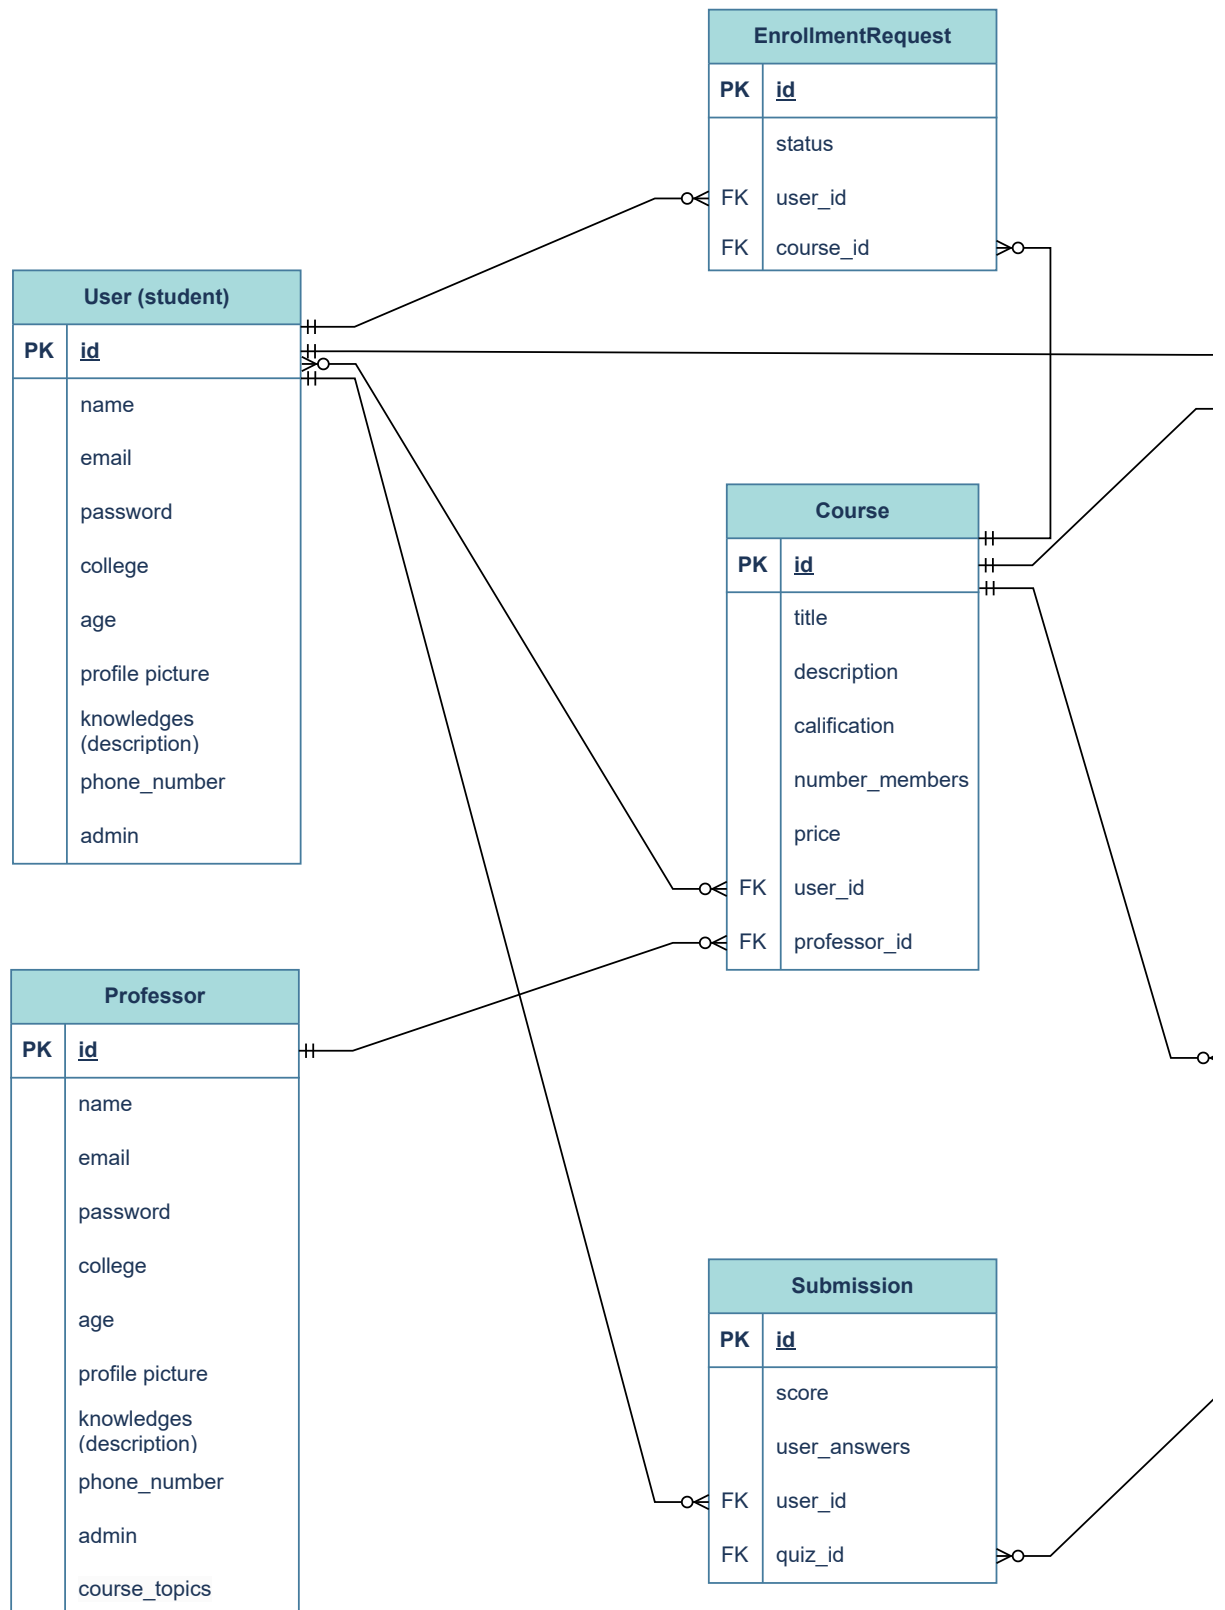 EnrollmentRequest
PK id
status
FK user_id
FK course_id
User (student)
PK id
name
email
password
college
age
profile picture
knowledges
(description)
phone_number
admin
Course
PK id
title
description
calification
number_members
price
FK user_id
FK professor_id
Professor
PK id
name
email
password
college
age
profile picture
knowledges
(description)
phone_number
admin
course_topics
Submission
PK id
score
user_answers
FK user_id
FK quiz_id